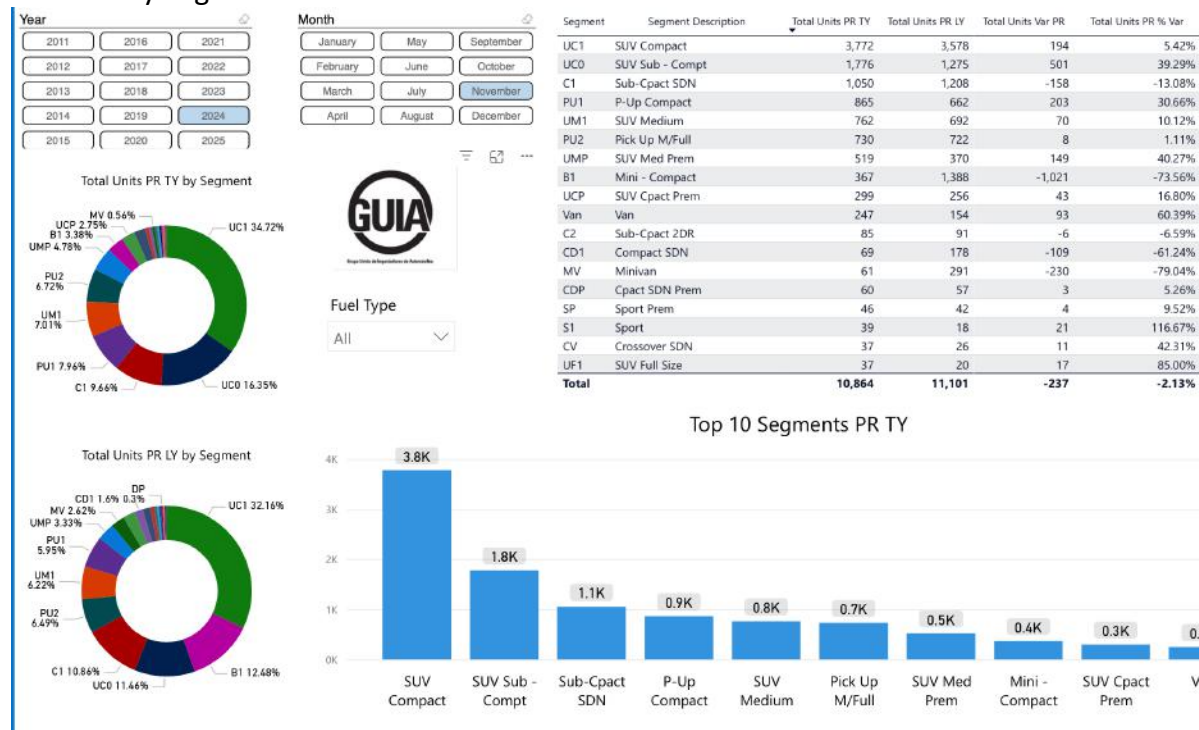 Year
2011 2016 2021
2012 2017 2022
2013 2018 2023
2014 2019 2024
2015 2020 2025
Month
January May September
February June October
March July November
April August December
Segment Segment Description Total Units PR TY Total Units PR LY Total Units Var PR Total Units PR % Var
UC1 SUV Compact 3,772 3,578 194 5.42%
UC0 SUV Sub - Compt 1,776 1,275 501 39.29%
C1 Sub-Cpact SDN 1,050 1,208 -158 -13.08%
PU1 P-Up Compact 865 662 203 30.66%
UM1 SUV Medium 762 692 70 10.12%
PU2 Pick Up M/Full 730 722 8 1.11%
UMP SUV Med Prem 519 370 149 40.27%
B1 Mini - Compact 367 1,388 -1,021 -73.56%
UCP SUV Cpact Prem 299 256 43 16.80%
Van Van 247 154 93 60.39%
C2 Sub-Cpact 2DR 85 91 -6 -6.59%
CD1 Compact SDN 69 178 -109 -61.24%
MV Minivan 61 291 -230 -79.04%
CDP Cpact SDN Prem 60 57 3 5.26%
SP Sport Prem 46 42 4 9.52%
S1 Sport 39 18 21 116.67%
CV Crossover SDN 37 26 11 42.31%
UF1 SUV Full Size 37 20 17 85.00%
Total 10,864 11,101 -237 -2.13%
Total Units PR TY by Segment
MV 0.56%
UCP 2.75%
B1 3.38%
UMP 4.78%
PU2
6.72%
UM1
7.01%
PU1 7.96%
C1 9.66%
UC0 16.35%
UC1 34.72%
GUIA
Grupo Unido de Importadores de Automóviles
Fuel Type
All
Total Units PR LY by Segment
DP
0.3%
CD1 1.6%
MV 2.62%
UMP 3.33%
PU1
5.95%
UM1
6.22%
PU2
6.49%
C1 10.86%
UC0 11.46%
B1 12.48%
UC1 32.16%
Top 10 Segments PR TY
4K
3K
2K
1K
0K
3.8K
1.8K
1.1K
0.9K
0.8K
0.7K
0.5K
0.4K
0.3K
0.
SUV Compact
SUV Sub - Compt
Sub-Cpact SDN
P-Up Compact
SUV Medium
Pick Up M/Full
SUV Med Prem
Mini - Compact
SUV Cpact Prem
V